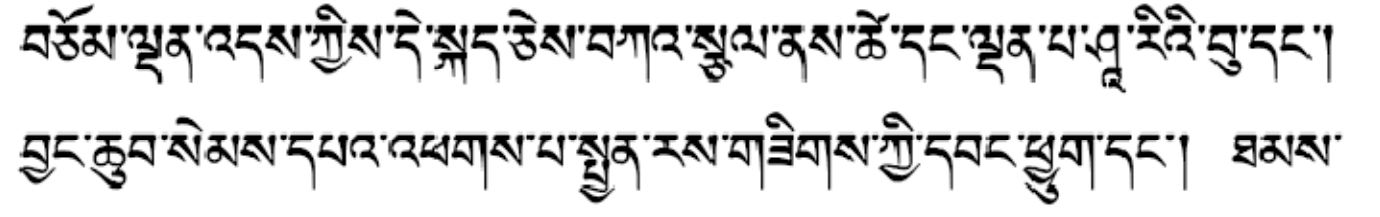 བཅོམ་ལྡན་འདས་ཀྱིས་དེ་སྐད་ཅེས་བཀའ་སྩལ་ནས་ཚེ་དང་ལྡན་པ་ཤཱ་རིའི་བུ་དང་།
བྱང་ཆུབ་སེམས་དཔའ་འཕགས་པ་སྤྱན་རས་གཟིགས་ཀྱི་དབང་ཕྱུག་དང་། ཐམས་